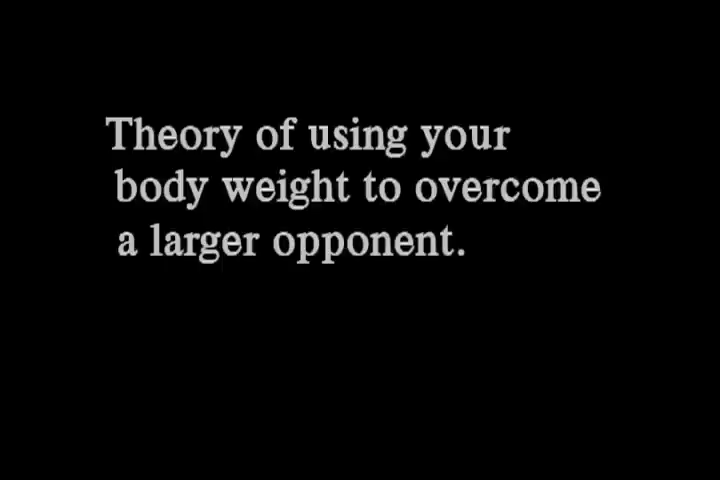 Theory of using your
body weight to overcome
a larger opponent.